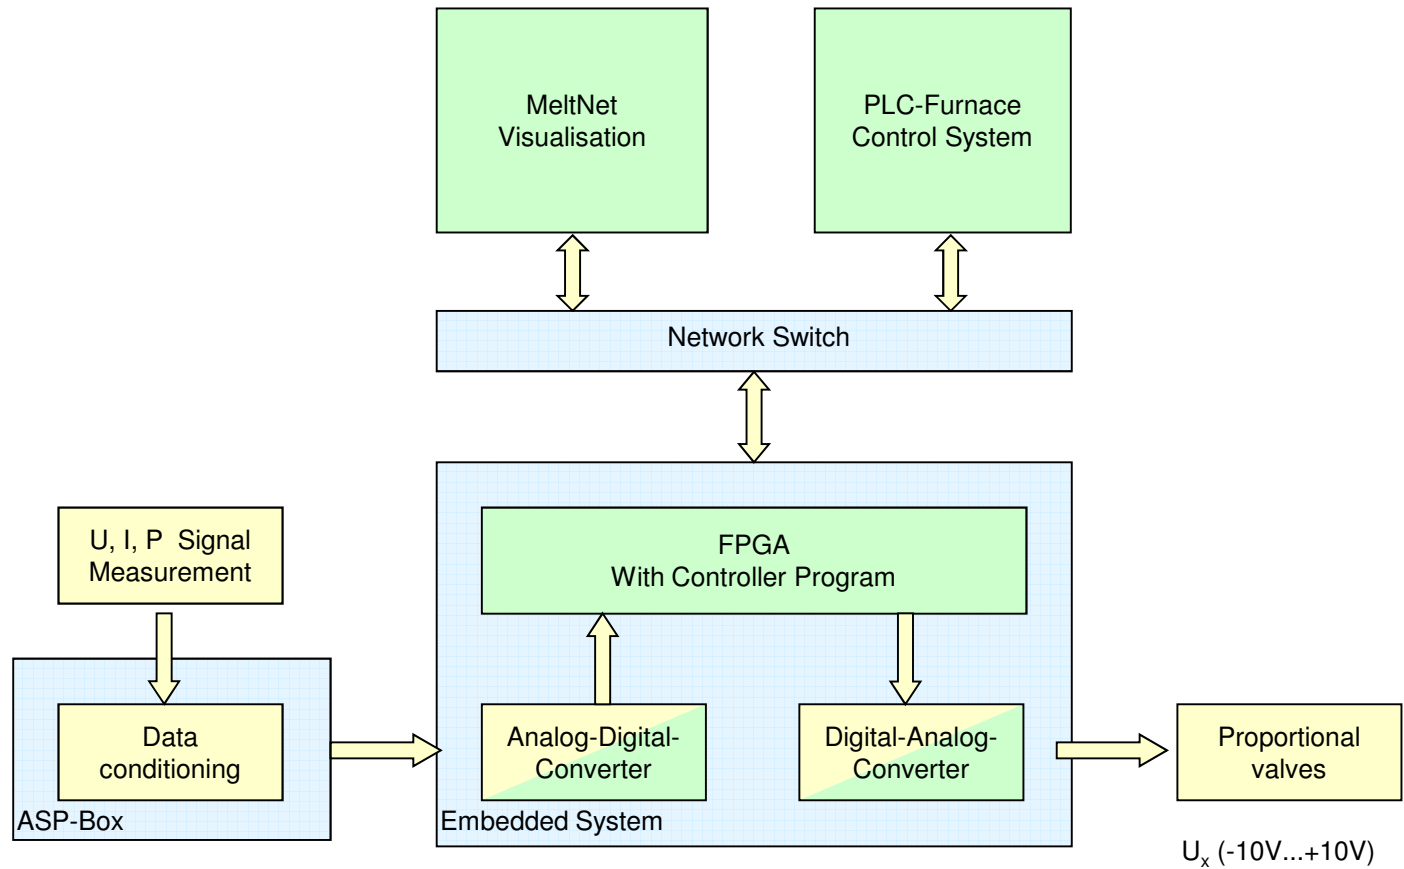 MeltNet
Visualisation
PLC-Furnace
Control System
Network Switch
U, I, P  Signal
Measurement
FPGA
With Controller Program
Data
conditioning
ASP-Box
Analog-Digital-
Converter
Digital-Analog-
Converter
Embedded System
Proportional
valves
Ux (-10V...+10V)